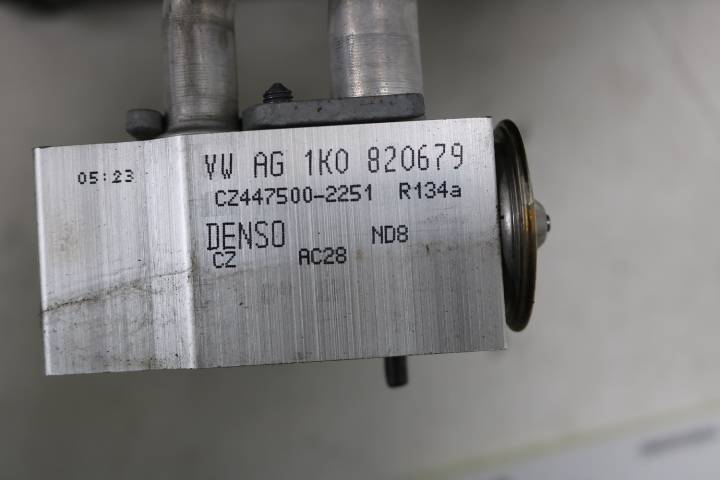 05:23
VW AG 1K0 820679
CZ447500-2251 R134a
DENSO ND8
CZ AC28